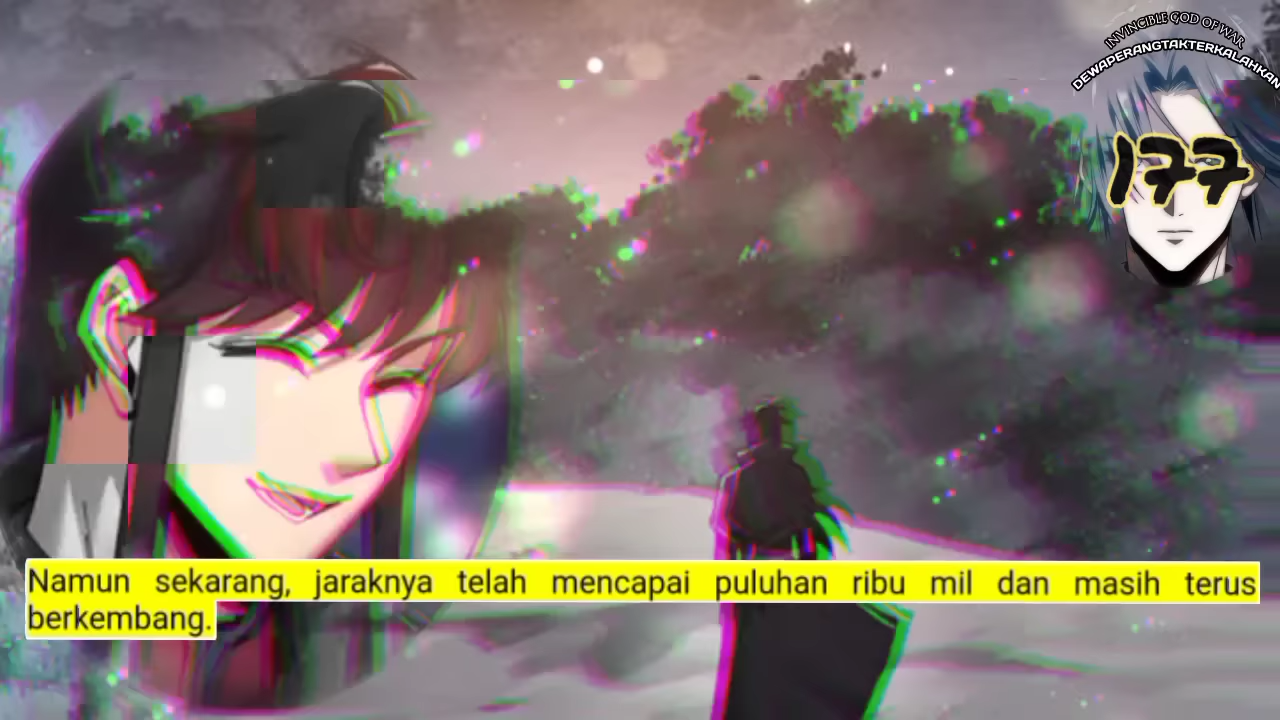 INVINCIBLE GOD OF WAR
DEWAPERANGTAKTERKALAHKAN
177
Namun sekarang, jaraknya telah mencapai puluhan ribu mil dan masih terus
berkembang.